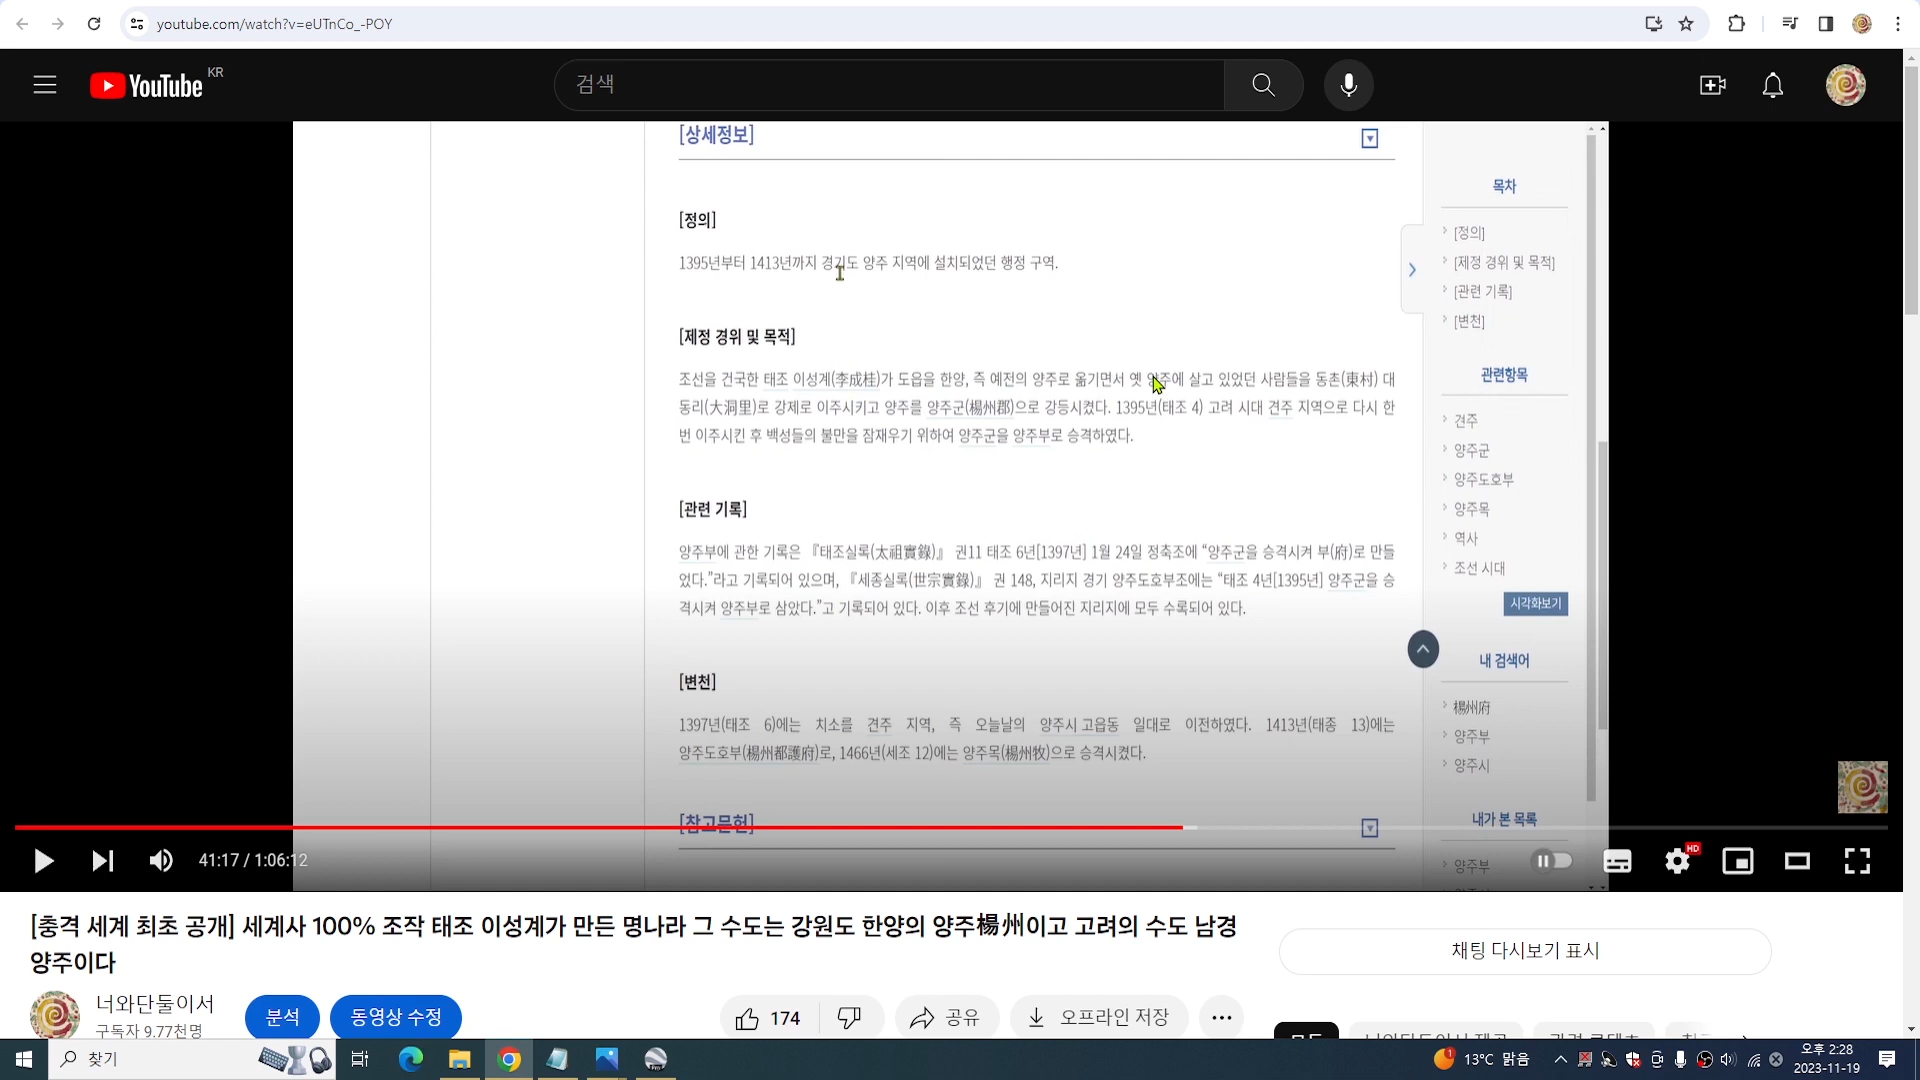 youtube.com/watch?v=eUTnCo_-POY
YouTube KR
검색
[상세정보]
[정의]
1395년부터 1413년까지 경기도 양주 지역에 설치되었던 행정 구역.
[제정 경위 및 목적]
조선을 건국한 태조 이성계(李成桂)가 도읍을 한양, 즉 예전의 양주로 옮기면서 옛 양주에 살고 있었던 사람들을 동촌(東村) 대
동리(大洞里)로 강제로 이주시키고 양주를 양주군(楊州郡)으로 강등시켰다. 1395년(태조 4) 고려 시대 견주 지역으로 다시 한
번 이주시킨 후 백성들의 불만을 잠재우기 위하여 양주군을 양주부로 승격하였다.
[관련 기록]
양주부에 관한 기록은 『태조실록(太祖實錄)』 권11 태조 6년[1397년] 1월 24일 정축조에 “양주군을 승격시켜 부(府)로 만들
었다.”라고 기록되어 있으며, 『세종실록(世宗實錄)』 권 148, 지리지 경기 양주도호부조에는 “태조 4년[1395년] 양주군을 승
격시켜 양주부로 삼았다.”고 기록되어 있다. 이후 조선 후기에 만들어진 지리지에 모두 수록되어 있다.
[변천]
1397년(태조 6)에는 치소를 견주 지역, 즉 오늘날의 양주시 고읍동 일대로 이전하였다. 1413년(태종 13)에는
양주도호부(楊州都護府)로, 1466년(세조 12)에는 양주목(楊州牧)으로 승격시켰다.
[참고문헌]
목차
[정의]
[제정 경위 및 목적]
[관련 기록]
[변천]
관련항목
견주
양주군
양주도호부
양주목
역사
조선 시대
시각화보기
내 검색어
楊州府
양주부
양주시
내가 본 목록
양주부
41:17 / 1:06:12
HD
[충격 세계 최초 공개] 세계사 100% 조작 태조 이성계가 만든 명나라 그 수도는 강원도 한양의 양주楊州이고 고려의 수도 남경
양주이다
채팅 다시보기 표시
너와단둘이서
구독자 9.77천명
분석
동영상 수정
174
공유
오프라인 저장
찾기
1
13°C 맑음
오후 2:28
2023-11-19